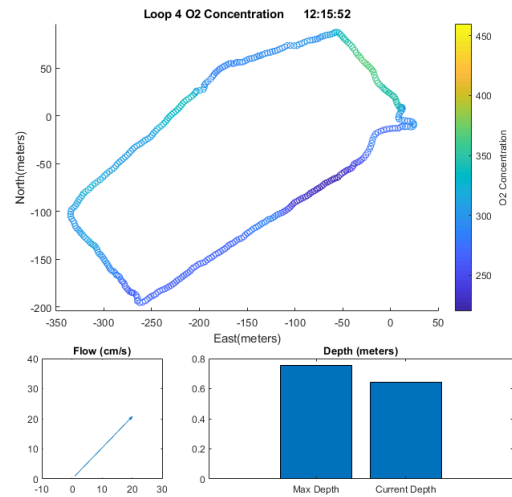 Loop 4 O2 Concentration 12:15:52
North(meters)
50
0
-50
-100
-150
-200
-350 -300 -250 -200 -150 -100 -50 0 50
East(meters)
450
400
350
300
250
O2 Concentration
Flow (cm/s)
40
30
20
10
0
-10 0 10 20 30
Depth (meters)
0.8
0.6
0.4
0.2
0
Max Depth Current Depth